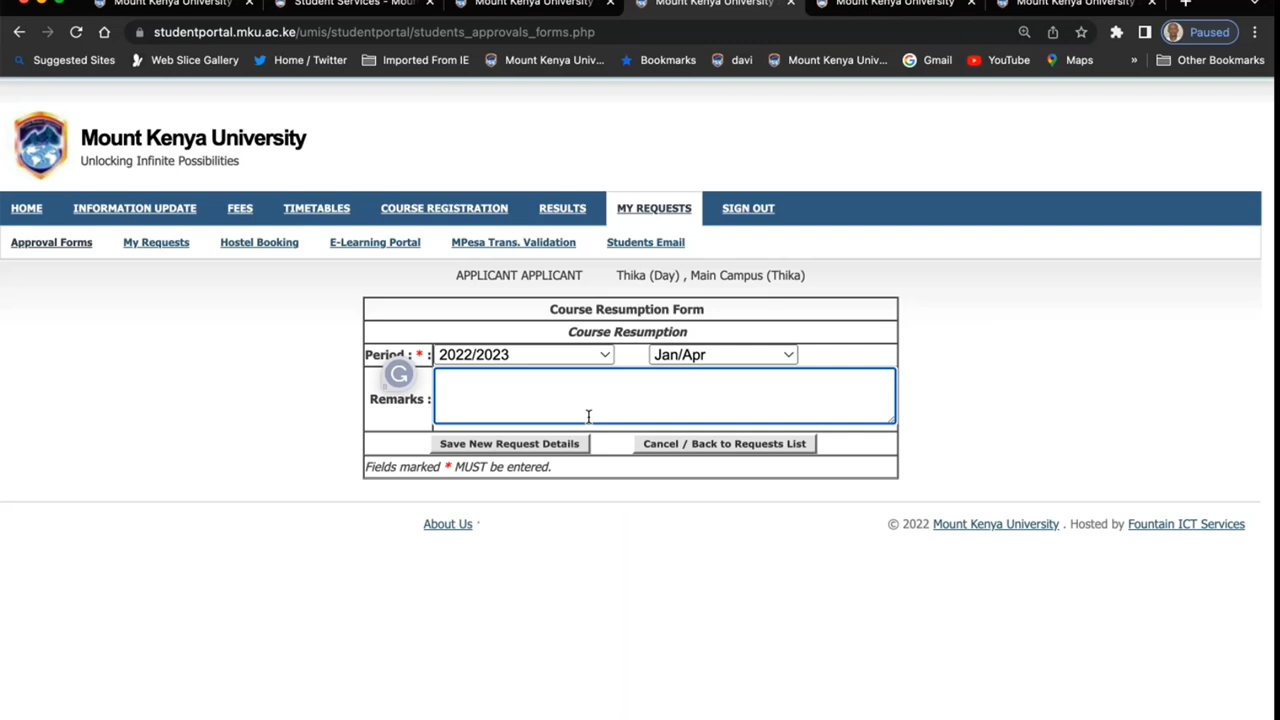 Mount Kenya University
Student Services - Mou
Mount Kenya University
Mount Kenya University
Mount Kenya University
Mount Kenya University
studentportal.mku.ac.ke/umis/studentportal/students_approvals_forms.php
Paused
Suggested Sites
Web Slice Gallery
Home / Twitter
Imported From IE
Mount Kenya Univ...
Bookmarks
davi
Mount Kenya Univ...
Gmail
YouTube
Maps
»
Other Bookmarks
Mount Kenya University
Unlocking Infinite Possibilities
HOME INFORMATION UPDATE FEES TIMETABLES COURSE REGISTRATION RESULTS MY REQUESTS SIGN OUT
Approval Forms My Requests Hostel Booking E-Learning Portal MPesa Trans. Validation Students Email
APPLICANT APPLICANT Thika (Day) , Main Campus (Thika)
Course Resumption Form
Course Resumption
Period : * : 2022/2023 Jan/Apr
Remarks :
Save New Request Details Cancel / Back to Requests List
Fields marked * MUST be entered.
About Us ·
© 2022 Mount Kenya University . Hosted by Fountain ICT Services